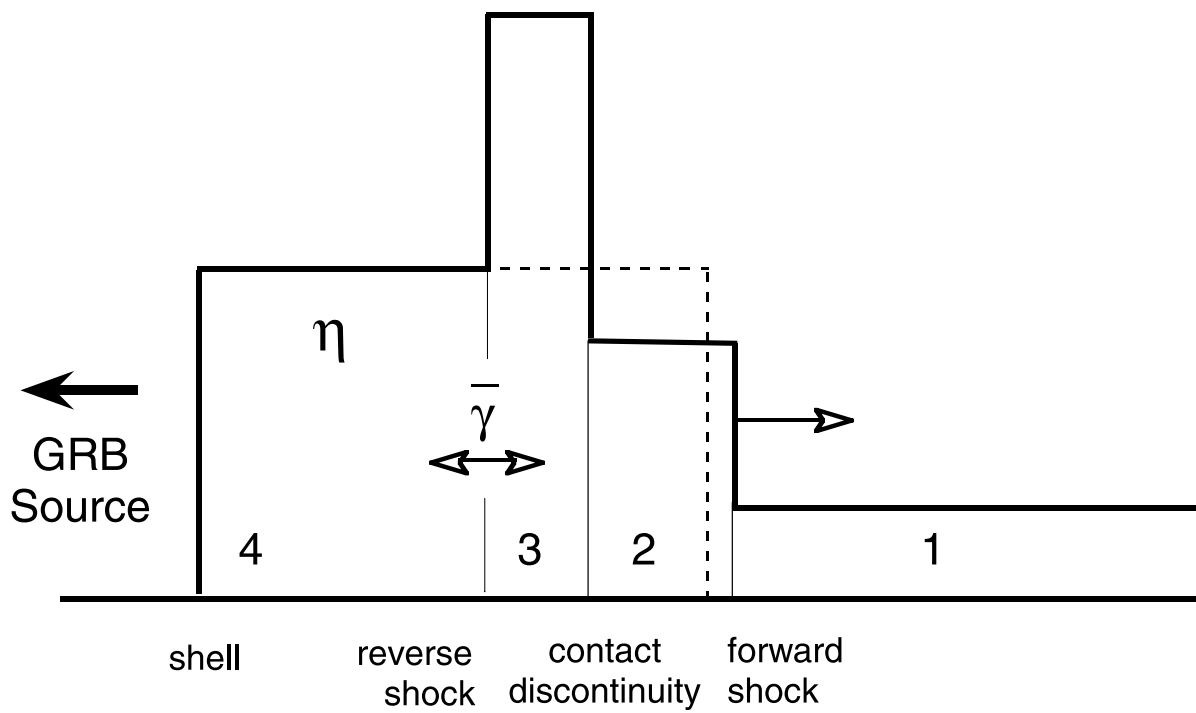 η
γ̄
GRB
Source
4
3
2
1
shell
reverse
shock
contact
discontinuity
forward
shock